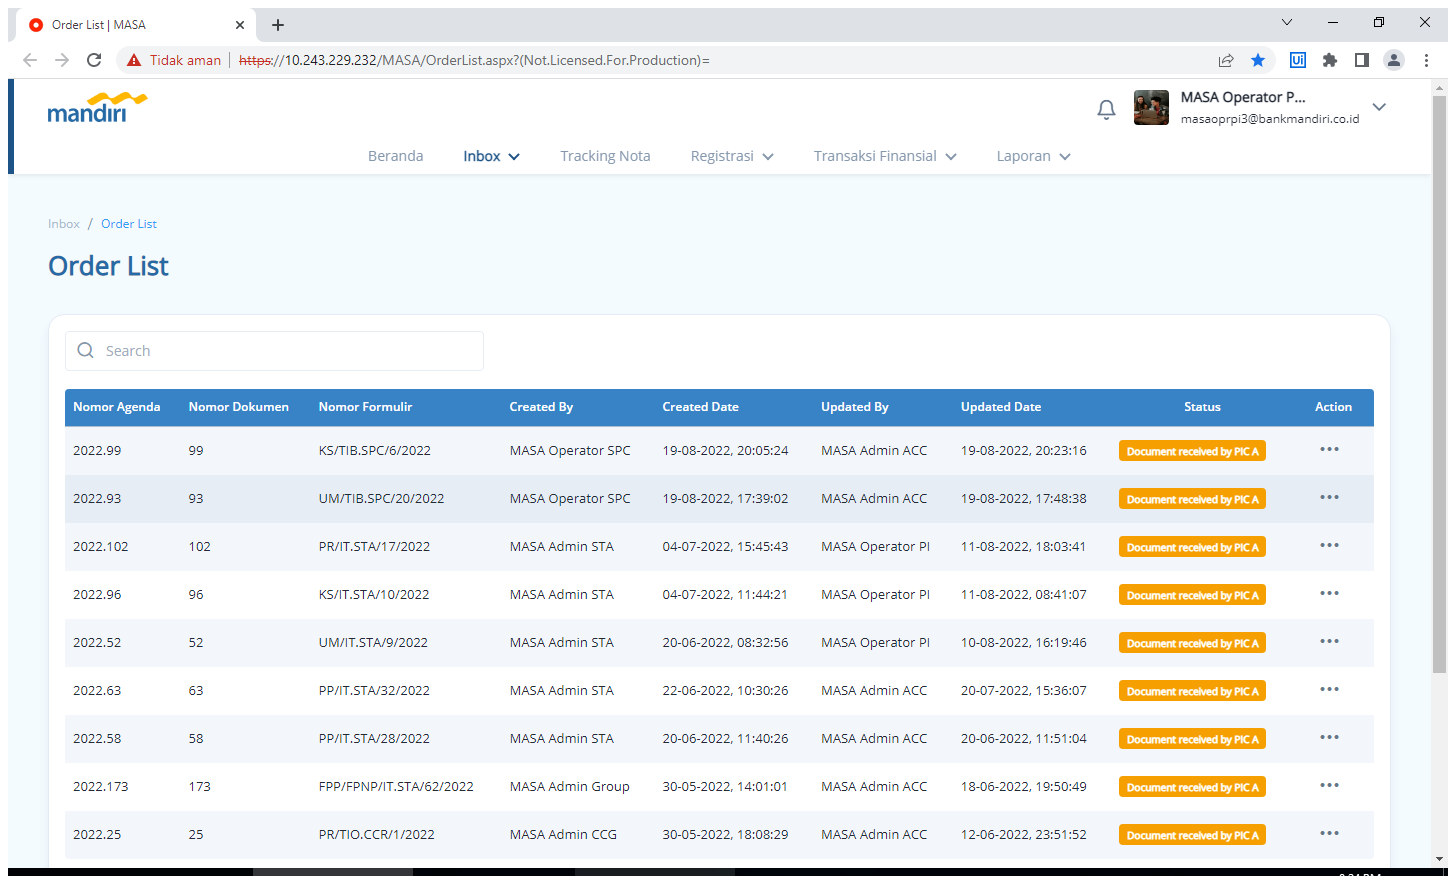 Order List | MASA
Tidak aman https://10.243.229.232/MASA/OrderList.aspx?(Not.Licensed.For.Production)=
Ui
mandiri
MASA Operator P...
masaoprpi3@bankmandiri.co.id
Beranda Inbox Tracking Nota Registrasi Transaksi Finansial Laporan
Inbox / Order List
Order List
Search
Nomor Agenda Nomor Dokumen Nomor Formulir Created By Created Date Updated By Updated Date Status Action
2022.99 99 KS/TIB.SPC/6/2022 MASA Operator SPC 19-08-2022, 20:05:24 MASA Admin ACC 19-08-2022, 20:23:16 Document received by PIC A
2022.93 93 UM/TIB.SPC/20/2022 MASA Operator SPC 19-08-2022, 17:39:02 MASA Admin ACC 19-08-2022, 17:48:38 Document received by PIC A
2022.102 102 PR/IT.STA/17/2022 MASA Admin STA 04-07-2022, 15:45:43 MASA Operator PI 11-08-2022, 18:03:41 Document received by PIC A
2022.96 96 KS/IT.STA/10/2022 MASA Admin STA 04-07-2022, 11:44:21 MASA Operator PI 11-08-2022, 08:41:07 Document received by PIC A
2022.52 52 UM/IT.STA/9/2022 MASA Admin STA 20-06-2022, 08:32:56 MASA Operator PI 10-08-2022, 16:19:46 Document received by PIC A
2022.63 63 PP/IT.STA/32/2022 MASA Admin STA 22-06-2022, 10:30:26 MASA Admin ACC 20-07-2022, 15:36:07 Document received by PIC A
2022.58 58 PP/IT.STA/28/2022 MASA Admin STA 20-06-2022, 11:40:26 MASA Admin ACC 20-06-2022, 11:51:04 Document received by PIC A
2022.173 173 FPP/FPNP/IT.STA/62/2022 MASA Admin Group 30-05-2022, 14:01:01 MASA Admin ACC 18-06-2022, 19:50:49 Document received by PIC A
2022.25 25 PR/TIO.CCR/1/2022 MASA Admin CCG 30-05-2022, 18:08:29 MASA Admin ACC 12-06-2022, 23:51:52 Document received by PIC A